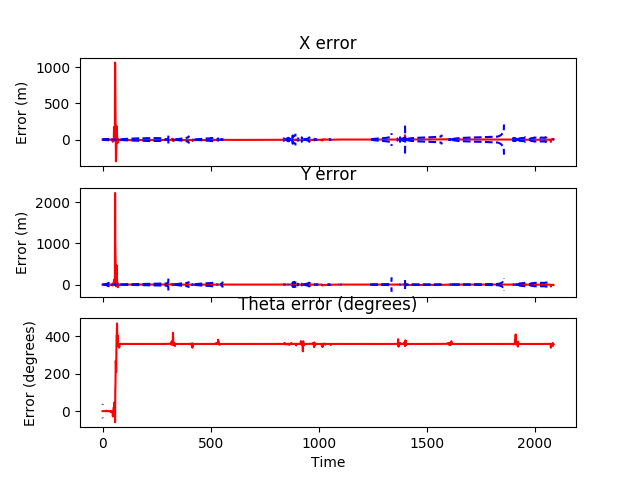 X error
Error (m)
1000
500
0
Y error
Error (m)
2000
1000
0
Theta error (degrees)
Error (degrees)
400
200
0
0 500 1000 1500 2000
Time